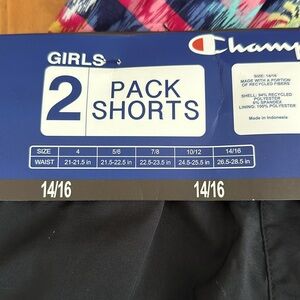 GIRLS
2 PACK
SHORTS
Champ
SIZE: 14/16
MADE WITH A PORTION
OF RECYCLED FIBERS
SHELL: 94% RECYCLED
POLYESTER
6% SPANDEX
LINING: 100% POLYESTER
Made in Indonesia
SIZE 4 5/6 7/8 10/12 14/16
WAIST 21-21.5 in 21.5-22.5 in 22.5-23.5 in 24.5-25.5 in 26.5-28.5 in
14/16 14/16